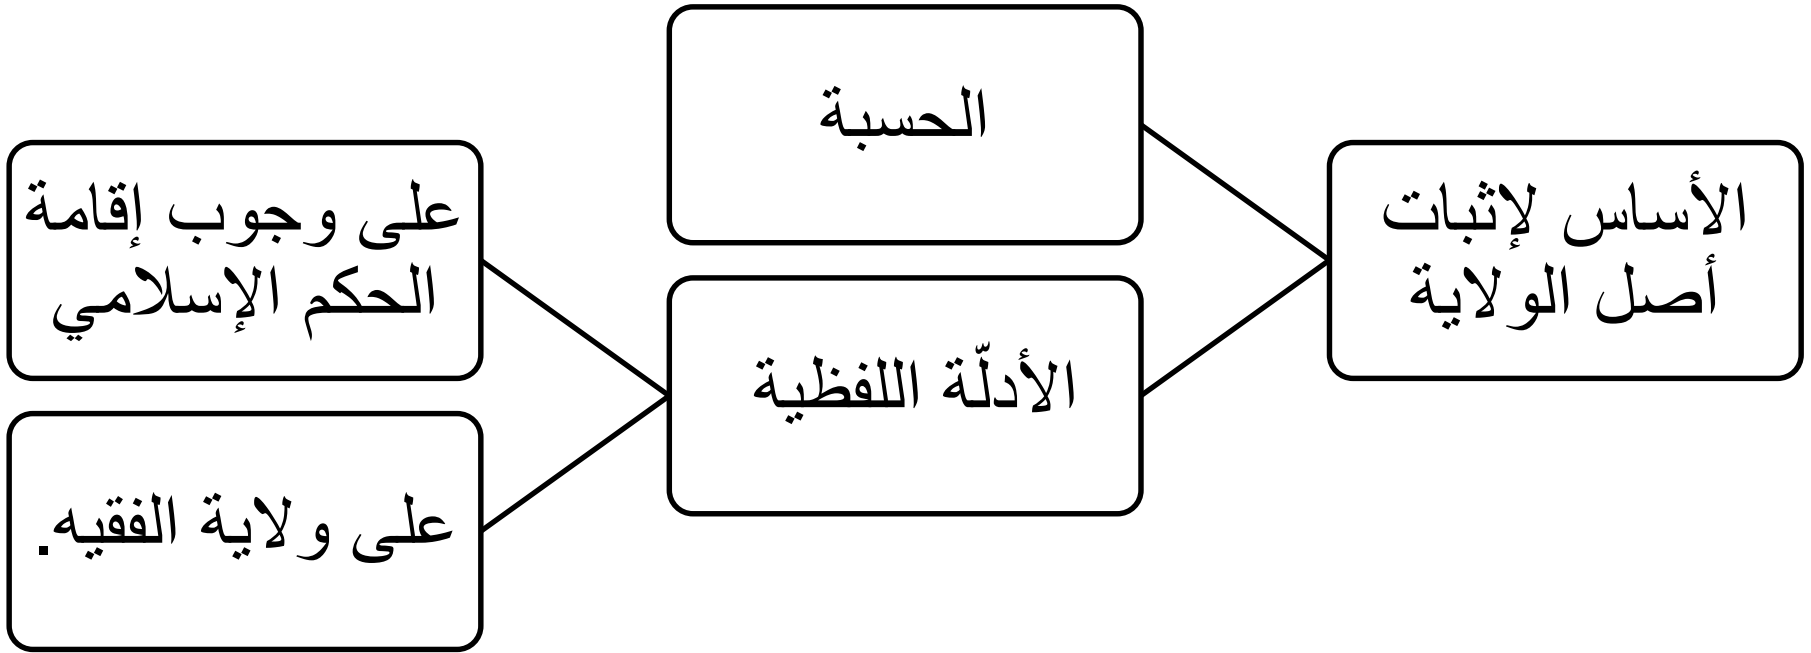 الأساس لإثبات
أصل الولاية
الحسبة
الأدلّة اللفظية
على وجوب إقامة
الحكم الإسلامي
على ولاية الفقيه.